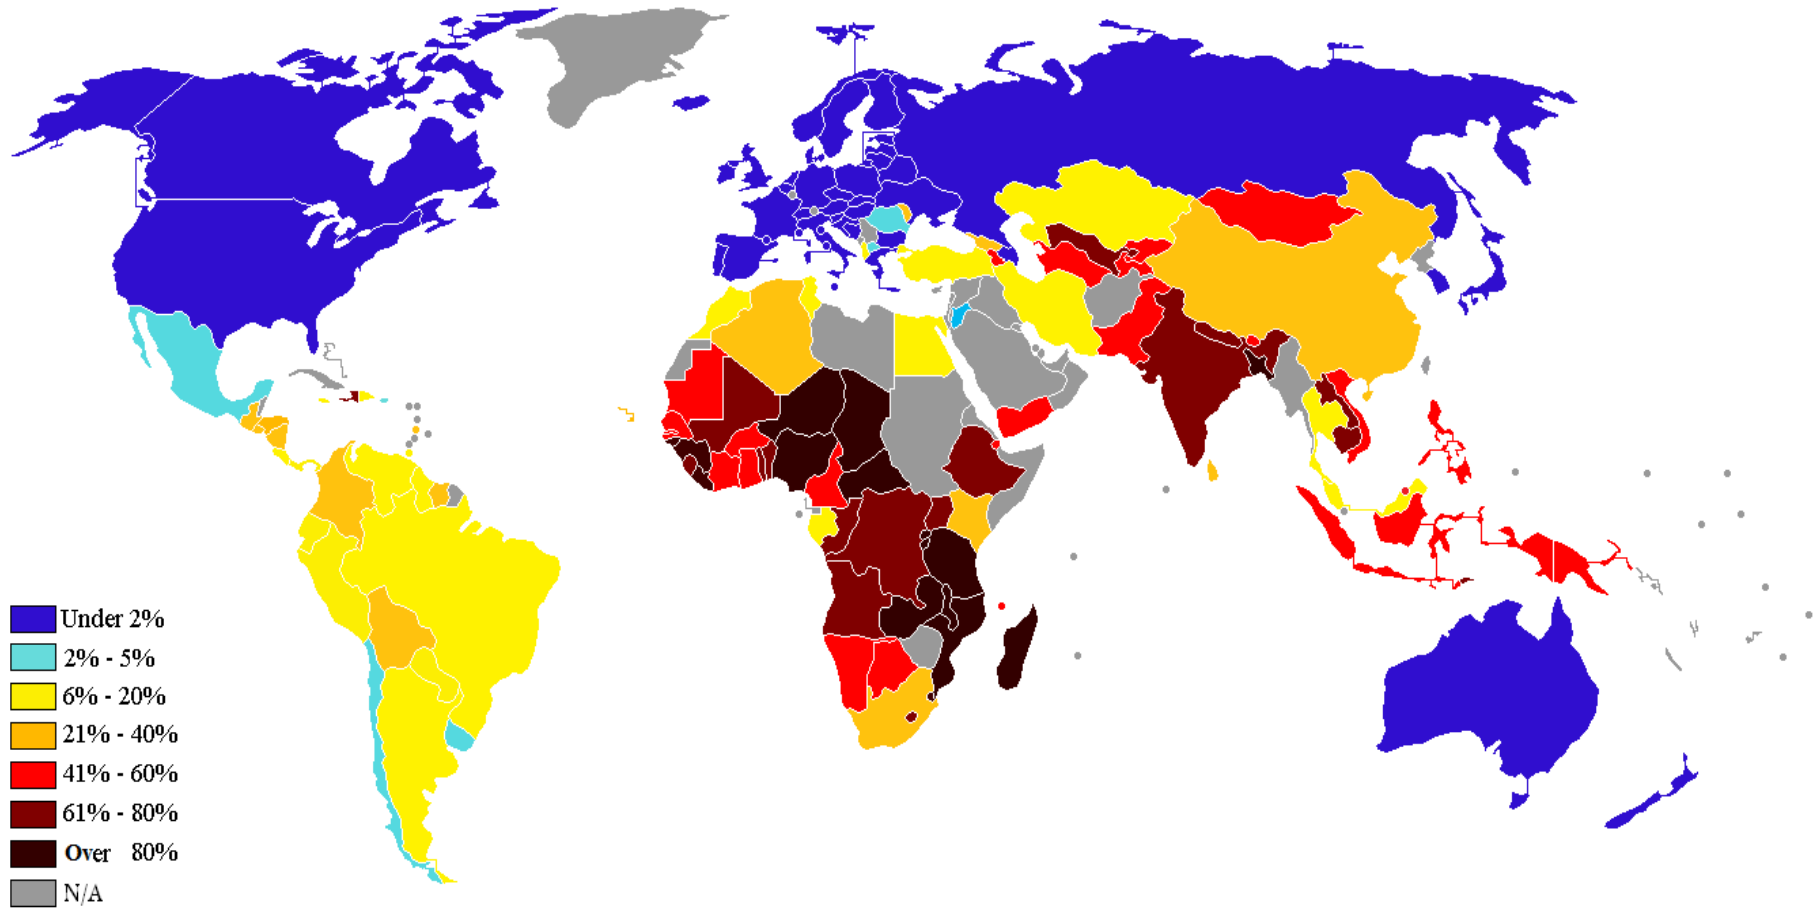 Under 2%
2% - 5%
6% - 20%
21% - 40%
41% - 60%
61% - 80%
Over 80%
N/A